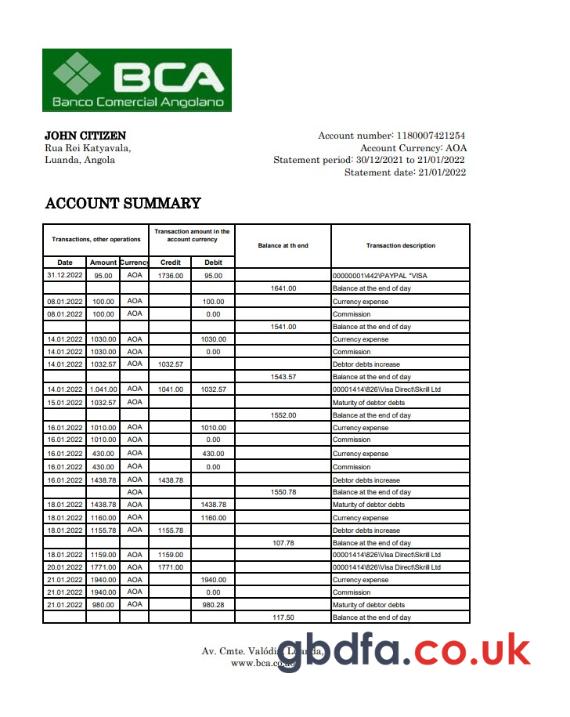 BCA
Banco Comercial Angolano
JOHN CITIZEN
Rua Rei Katyavala,
Luanda, Angola
Account number: 1180007421254
Account Currency: AOA
Statement period: 30/12/2021 to 21/01/2022
Statement date: 21/01/2022
ACCOUNT SUMMARY
Transactions, other operations Transaction amount in the account currency Balance at th end Transaction description
Date Amount Currency Credit Debit
31.12.2022 95.00 AOA 1736.00 95.00 00000001\442\PAYPAL *VISA
1641.00 Balance at the end of day
08.01.2022 100.00 AOA 100.00 Currency expense
08.01.2022 100.00 AOA 0.00 Commission
1541.00 Balance at the end of day
14.01.2022 1030.00 AOA 1030.00 Currency expense
14.01.2022 1030.00 AOA 0.00 Commission
14.01.2022 1032.57 AOA 1032.57 Debtor debts increase
1543.57 Balance at the end of day
14.01.2022 1.041.00 AOA 1041.00 1032.57 00001414\826\Visa Direct\Skrill Ltd
15.01.2022 1032.57 AOA Maturity of debtor debts
1552.00 Balance at the end of day
16.01.2022 1010.00 AOA 1010.00 Currency expense
16.01.2022 1010.00 AOA 0.00 Commission
16.01.2022 430.00 AOA 430.00 Currency expense
16.01.2022 430.00 AOA 0.00 Commission
16.01.2022 1438.78 AOA 1438.78 Debtor debts increase
AOA 1550.78 Balance at the end of day
18.01.2022 1438.78 AOA 1438.78 Maturity of debtor debts
18.01.2022 1160.00 AOA 1160.00 Currency expense
18.01.2022 1155.78 AOA 1155.78 Debtor debts increase
107.78 Balance at the end of day
18.01.2022 1159.00 AOA 1159.00 00001414\826\Visa Direct\Skrill Ltd
20.01.2022 1771.00 AOA 1771.00 00001414\826\Visa Direct\Skrill Ltd
21.01.2022 1940.00 AOA 1940.00 Currency expense
21.01.2022 1940.00 AOA 0.00 Commission
21.01.2022 980.00 AOA 980.28 Maturity of debtor debts
117.50 Balance at the end of day
Av. Cmte. Valódia,
gbdfa.co.uk